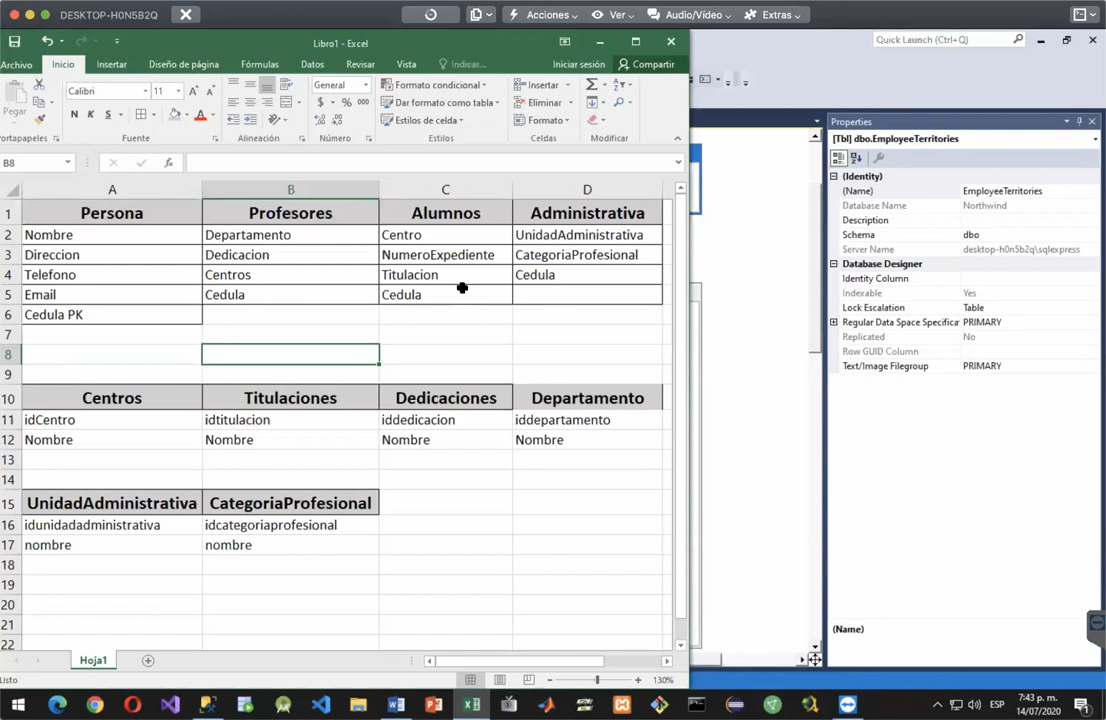 DESKTOP-H0N5B2Q
Acciones
Ver
Audio/Vídeo
Extras
Libro1 - Excel
Quick Launch (Ctrl+Q)
Archivo
Inicio
Insertar
Diseño de página
Fórmulas
Datos
Revisar
Vista
Indicar...
Iniciar sesión
Compartir
Pegar
Calibri
11
N K S
General
$ % 000
Formato condicional
Dar formato como tabla
Estilos de celda
Insertar
Eliminar
Formato
Portapapeles
Fuente
Alineación
Número
Estilos
Celdas
Modificar
B8
fx
A B C D
1 Persona Profesores Alumnos Administrativa
2 Nombre Departamento Centro UnidadAdministrativa
3 Direccion Dedicacion NumeroExpediente CategoriaProfesional
4 Telefono Centros Titulacion Cedula
5 Email Cedula Cedula
6 Cedula PK
7
8
9
10 Centros Titulaciones Dedicaciones Departamento
11 idCentro idtitulacion iddedicacion iddepartamento
12 Nombre Nombre Nombre Nombre
13
14
15 UnidadAdministrativa CategoriaProfesional
16 idunidadadministrativa idcategoriaprofesional
17 nombre nombre
18
19
20
21
22
Hoja1
Listo
130%
Properties
[Tbl] dbo.EmployeeTerritories
(Identity)
(Name) EmployeeTerritories
Database Name Northwind
Description
Schema dbo
Server Name desktop-h0n5b2q\sqlexpress
Database Designer
Identity Column
Indexable Yes
Lock Escalation Table
Regular Data Space Specifica PRIMARY
Replicated No
Row GUID Column
Text/Image Filegroup PRIMARY
(Name)
ESP
7:43 p. m.
14/07/2020
1